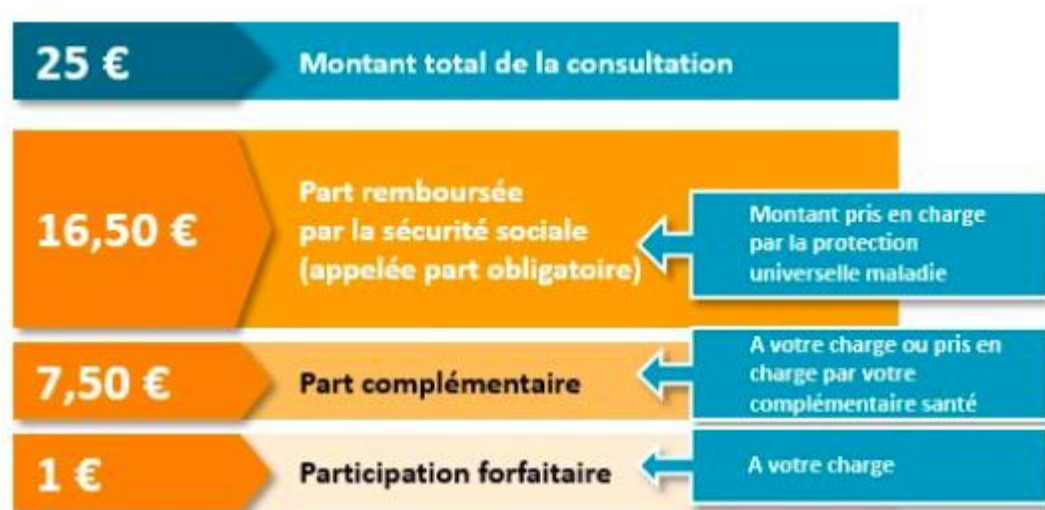 25 €
Montant total de la consultation
16,50 €
Part remboursée
par la sécurité sociale
(appelée part obligatoire)
Montant pris en charge
par la protection
universelle maladie
7,50 €
Part complémentaire
A votre charge ou pris en
charge par votre
complémentaire santé
1 €
Participation forfaitaire
A votre charge